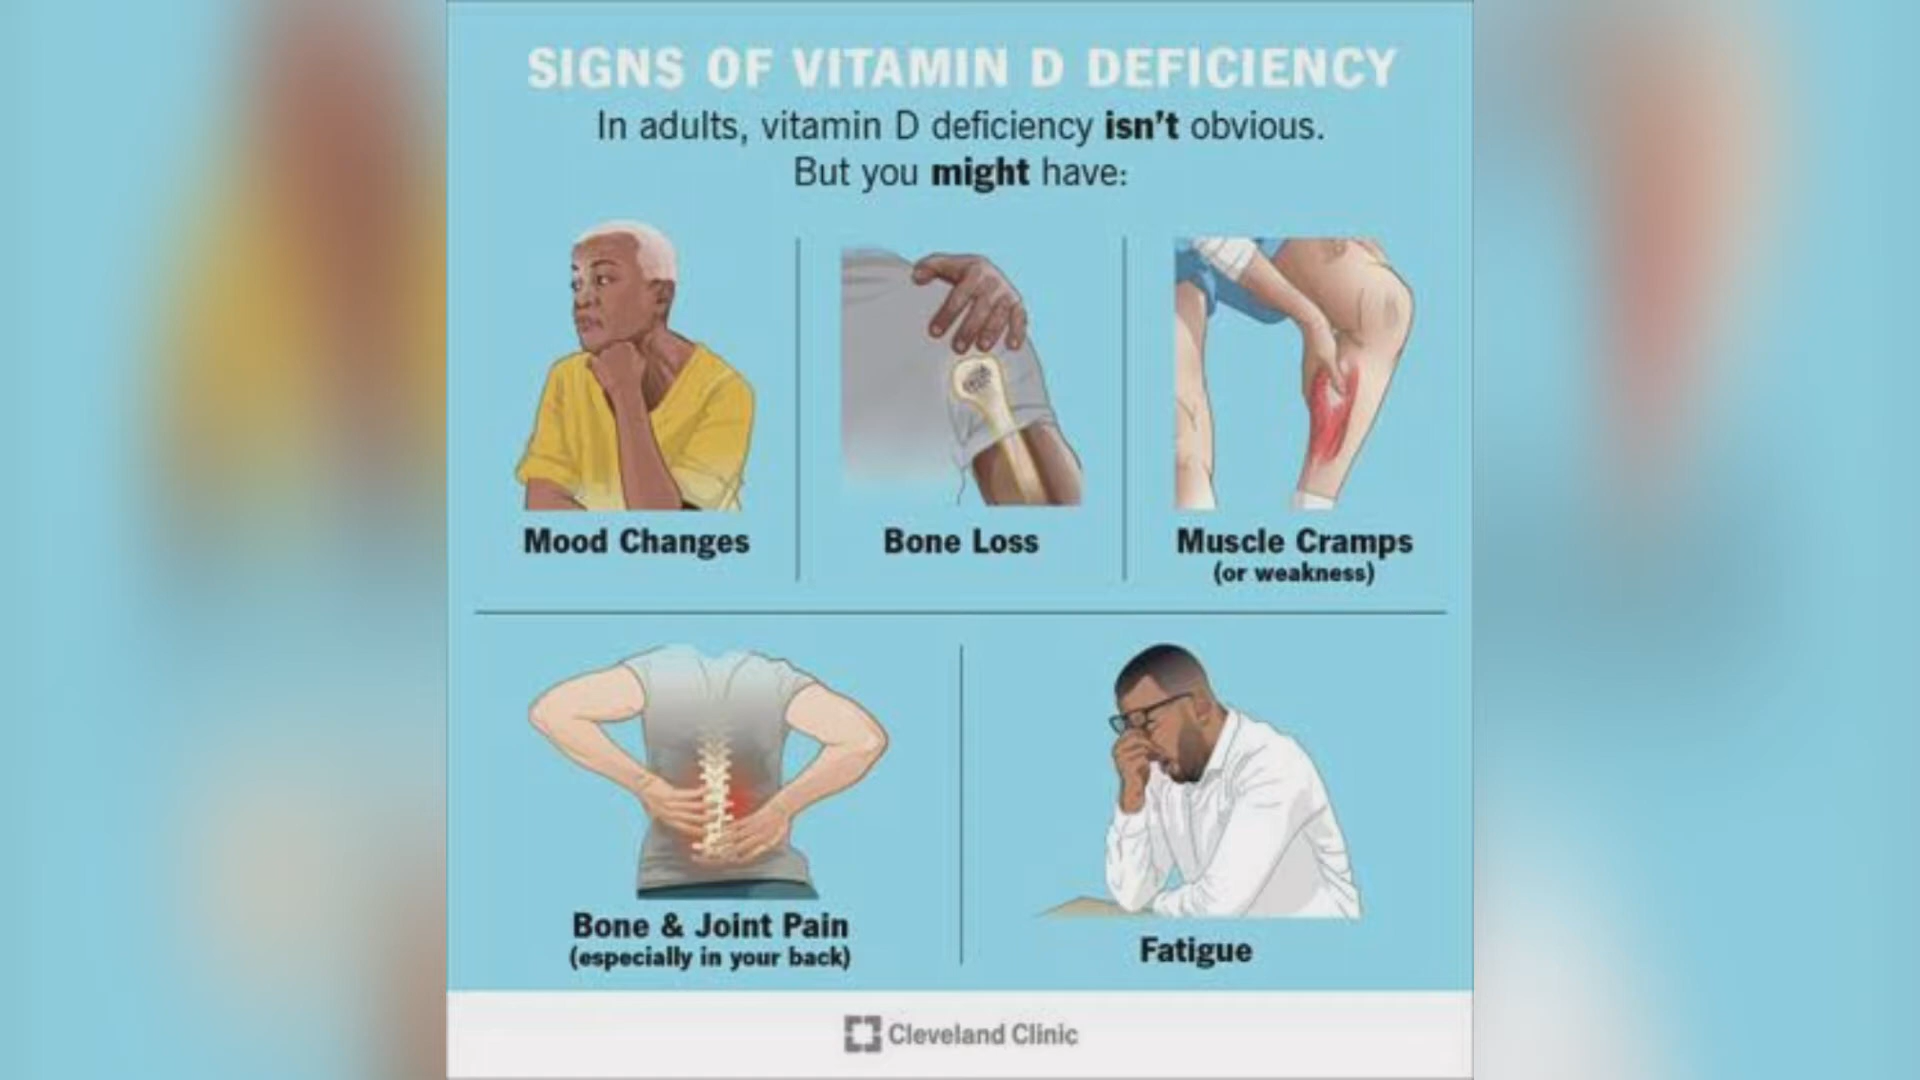 SIGNS OF VITAMIN D DEFICIENCY
In adults, vitamin D deficiency isn't obvious.
But you might have:
Mood Changes
Bone Loss
Muscle Cramps
(or weakness)
Bone & Joint Pain
(especially in your back)
Fatigue
Cleveland Clinic